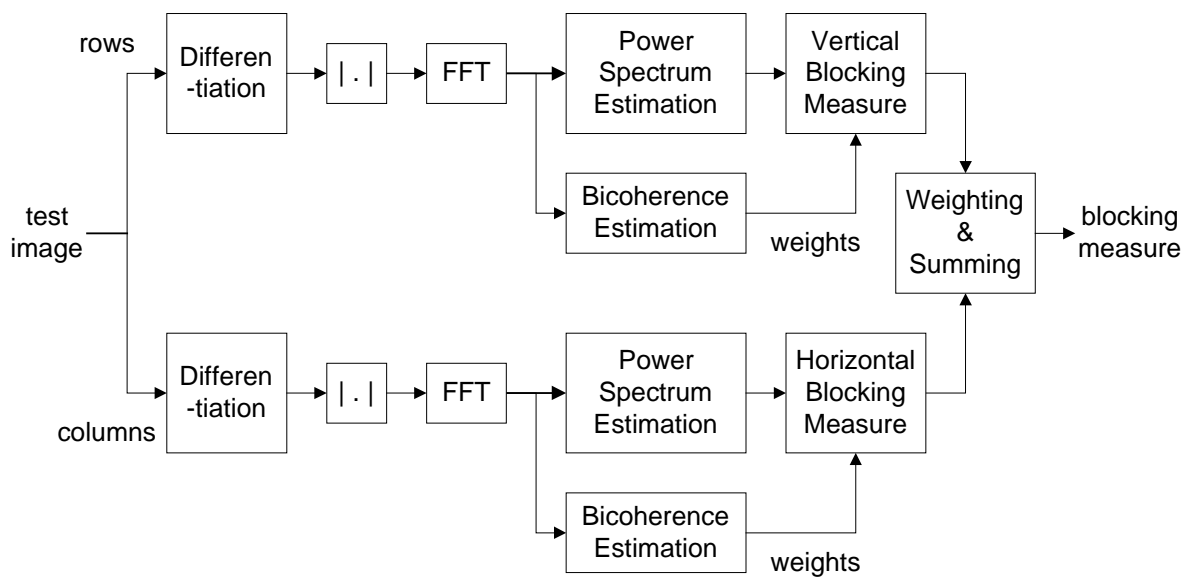 rows
Differen
-tiation
| . |
FFT
Power
Spectrum
Estimation
Vertical
Blocking
Measure
Bicoherence
Estimation
weights
test
image
Weighting
&
Summing
blocking
measure
Differen
-tiation
| . |
FFT
Power
Spectrum
Estimation
Horizontal
Blocking
Measure
columns
Bicoherence
Estimation
weights